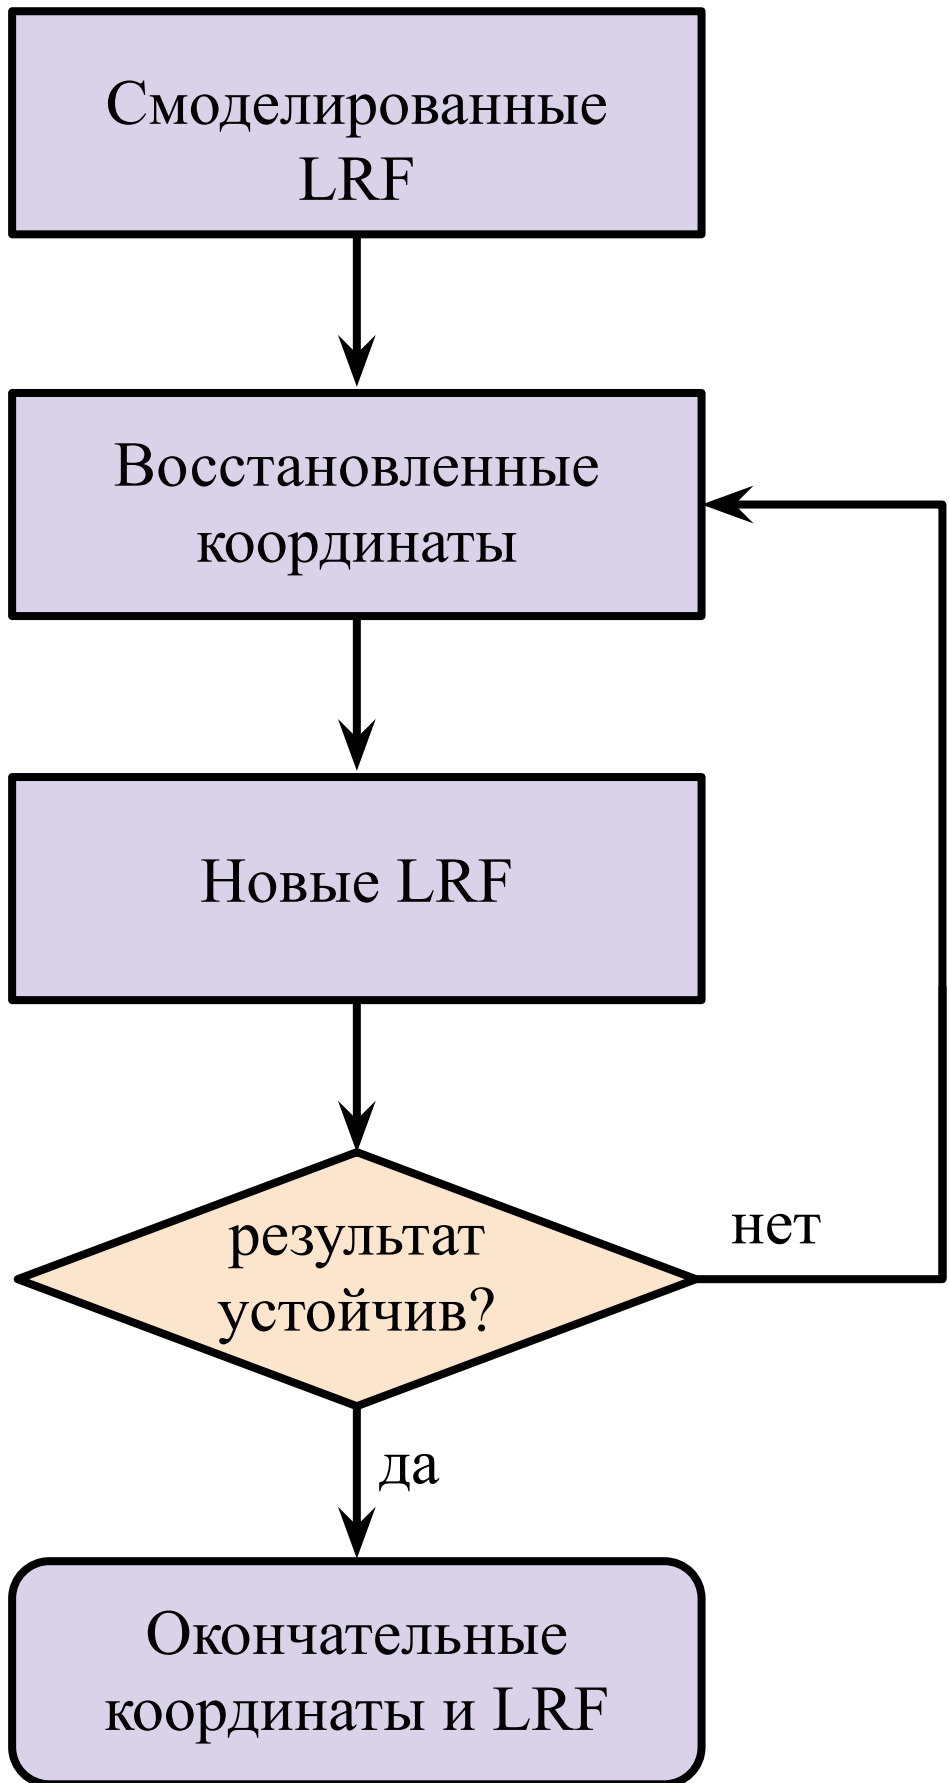 Смоделированные
LRF
Восстановленные
координаты
Новые LRF
результат
устойчив?
нет
да
Окончательные
координаты и LRF